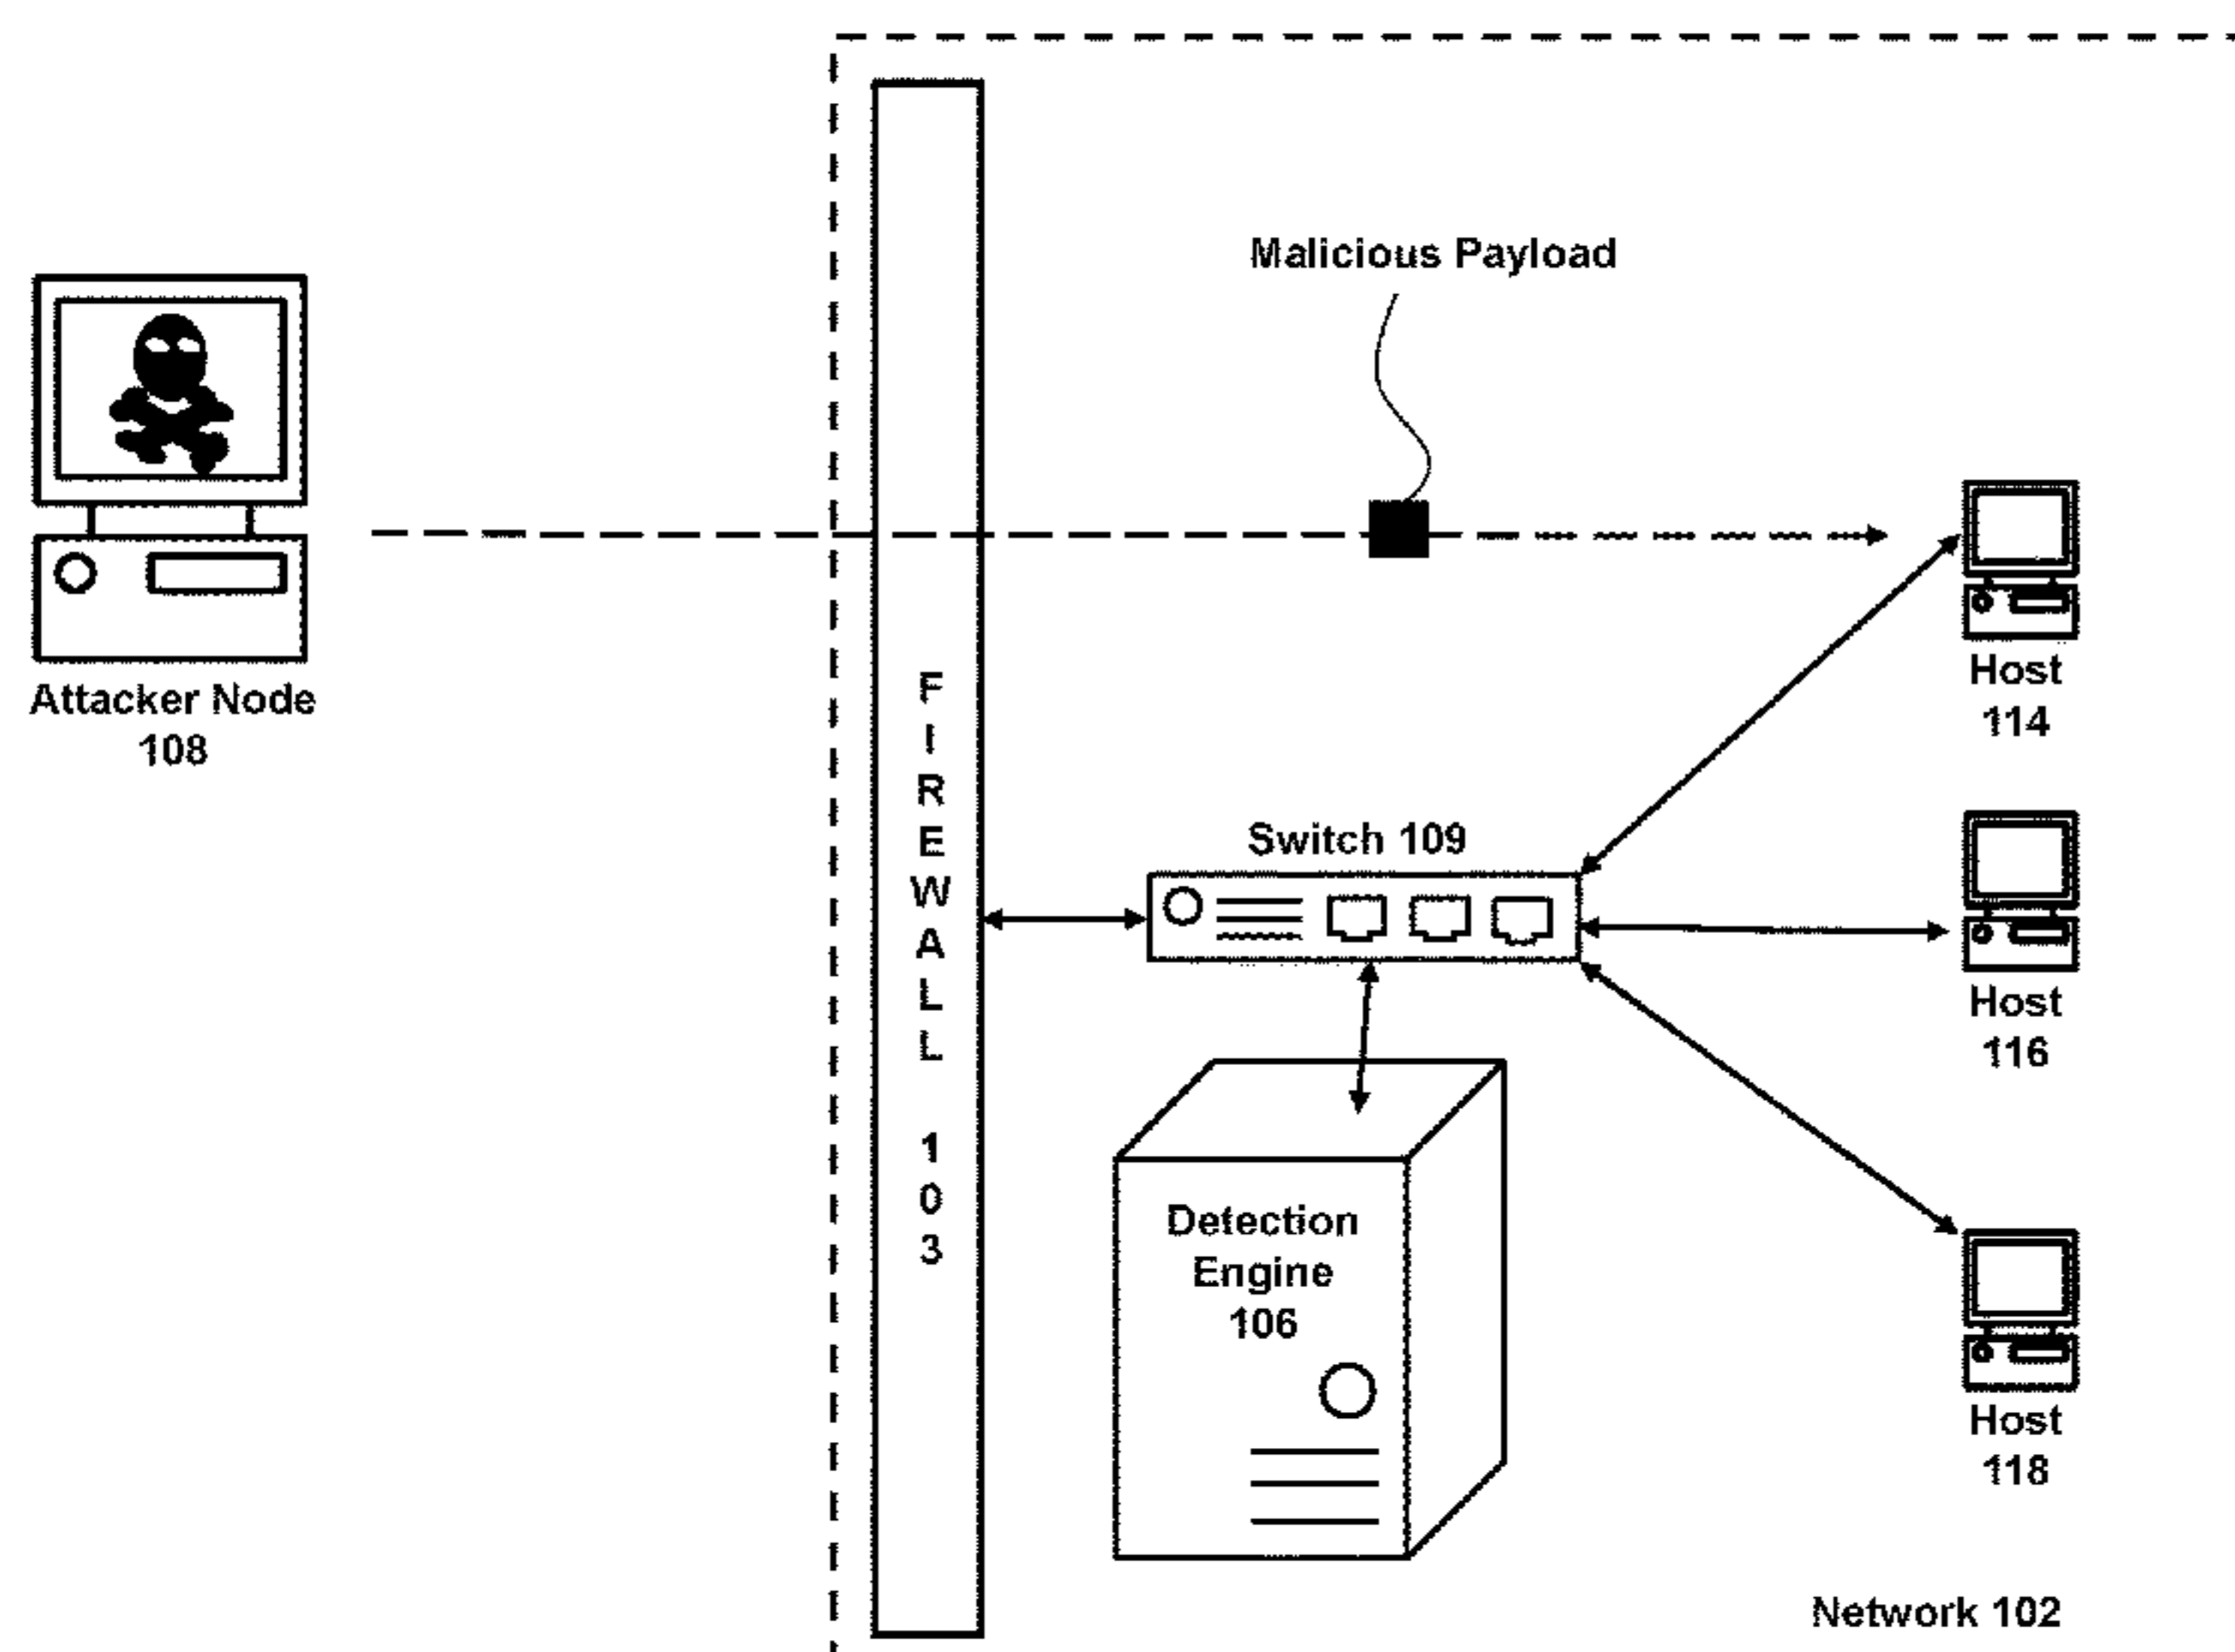 Malicious Payload
Attacker Node
108
FIREWALL 103
Switch 109
Host
114
Host
116
Detection
Engine
106
Host
118
Network 102